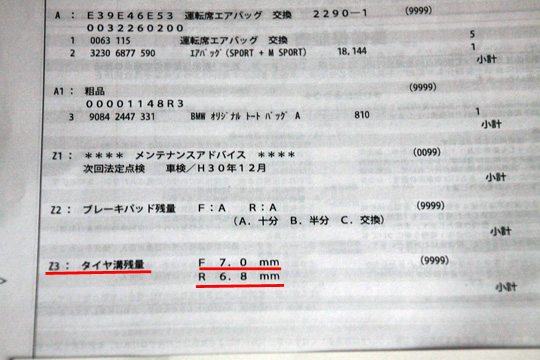 A : E39E46E53 運転席エアバッグ 交換 2290-1 (9999)
0032260200
1 0063 115 運転席エアバッグ 交換 5
2 3230 6877 590 エアバッグ(SPORT + M SPORT) 18,144 1
小計
A1: 粗品 (9999)
00001148R3
3 9084 2447 331 BMW オリジナル トート バッグ A 810 1
小計
Z1: **** メンテナンスアドバイス **** (0099)
次回法定点検 車検/H30年12月
小計
Z2: ブレーキパッド残量 F:A R:A (9999)
(A.十分 B.半分 C.交換)
小計
Z3: タイヤ溝残量 F 7.0 mm (9999)
R 6.8 mm
小計